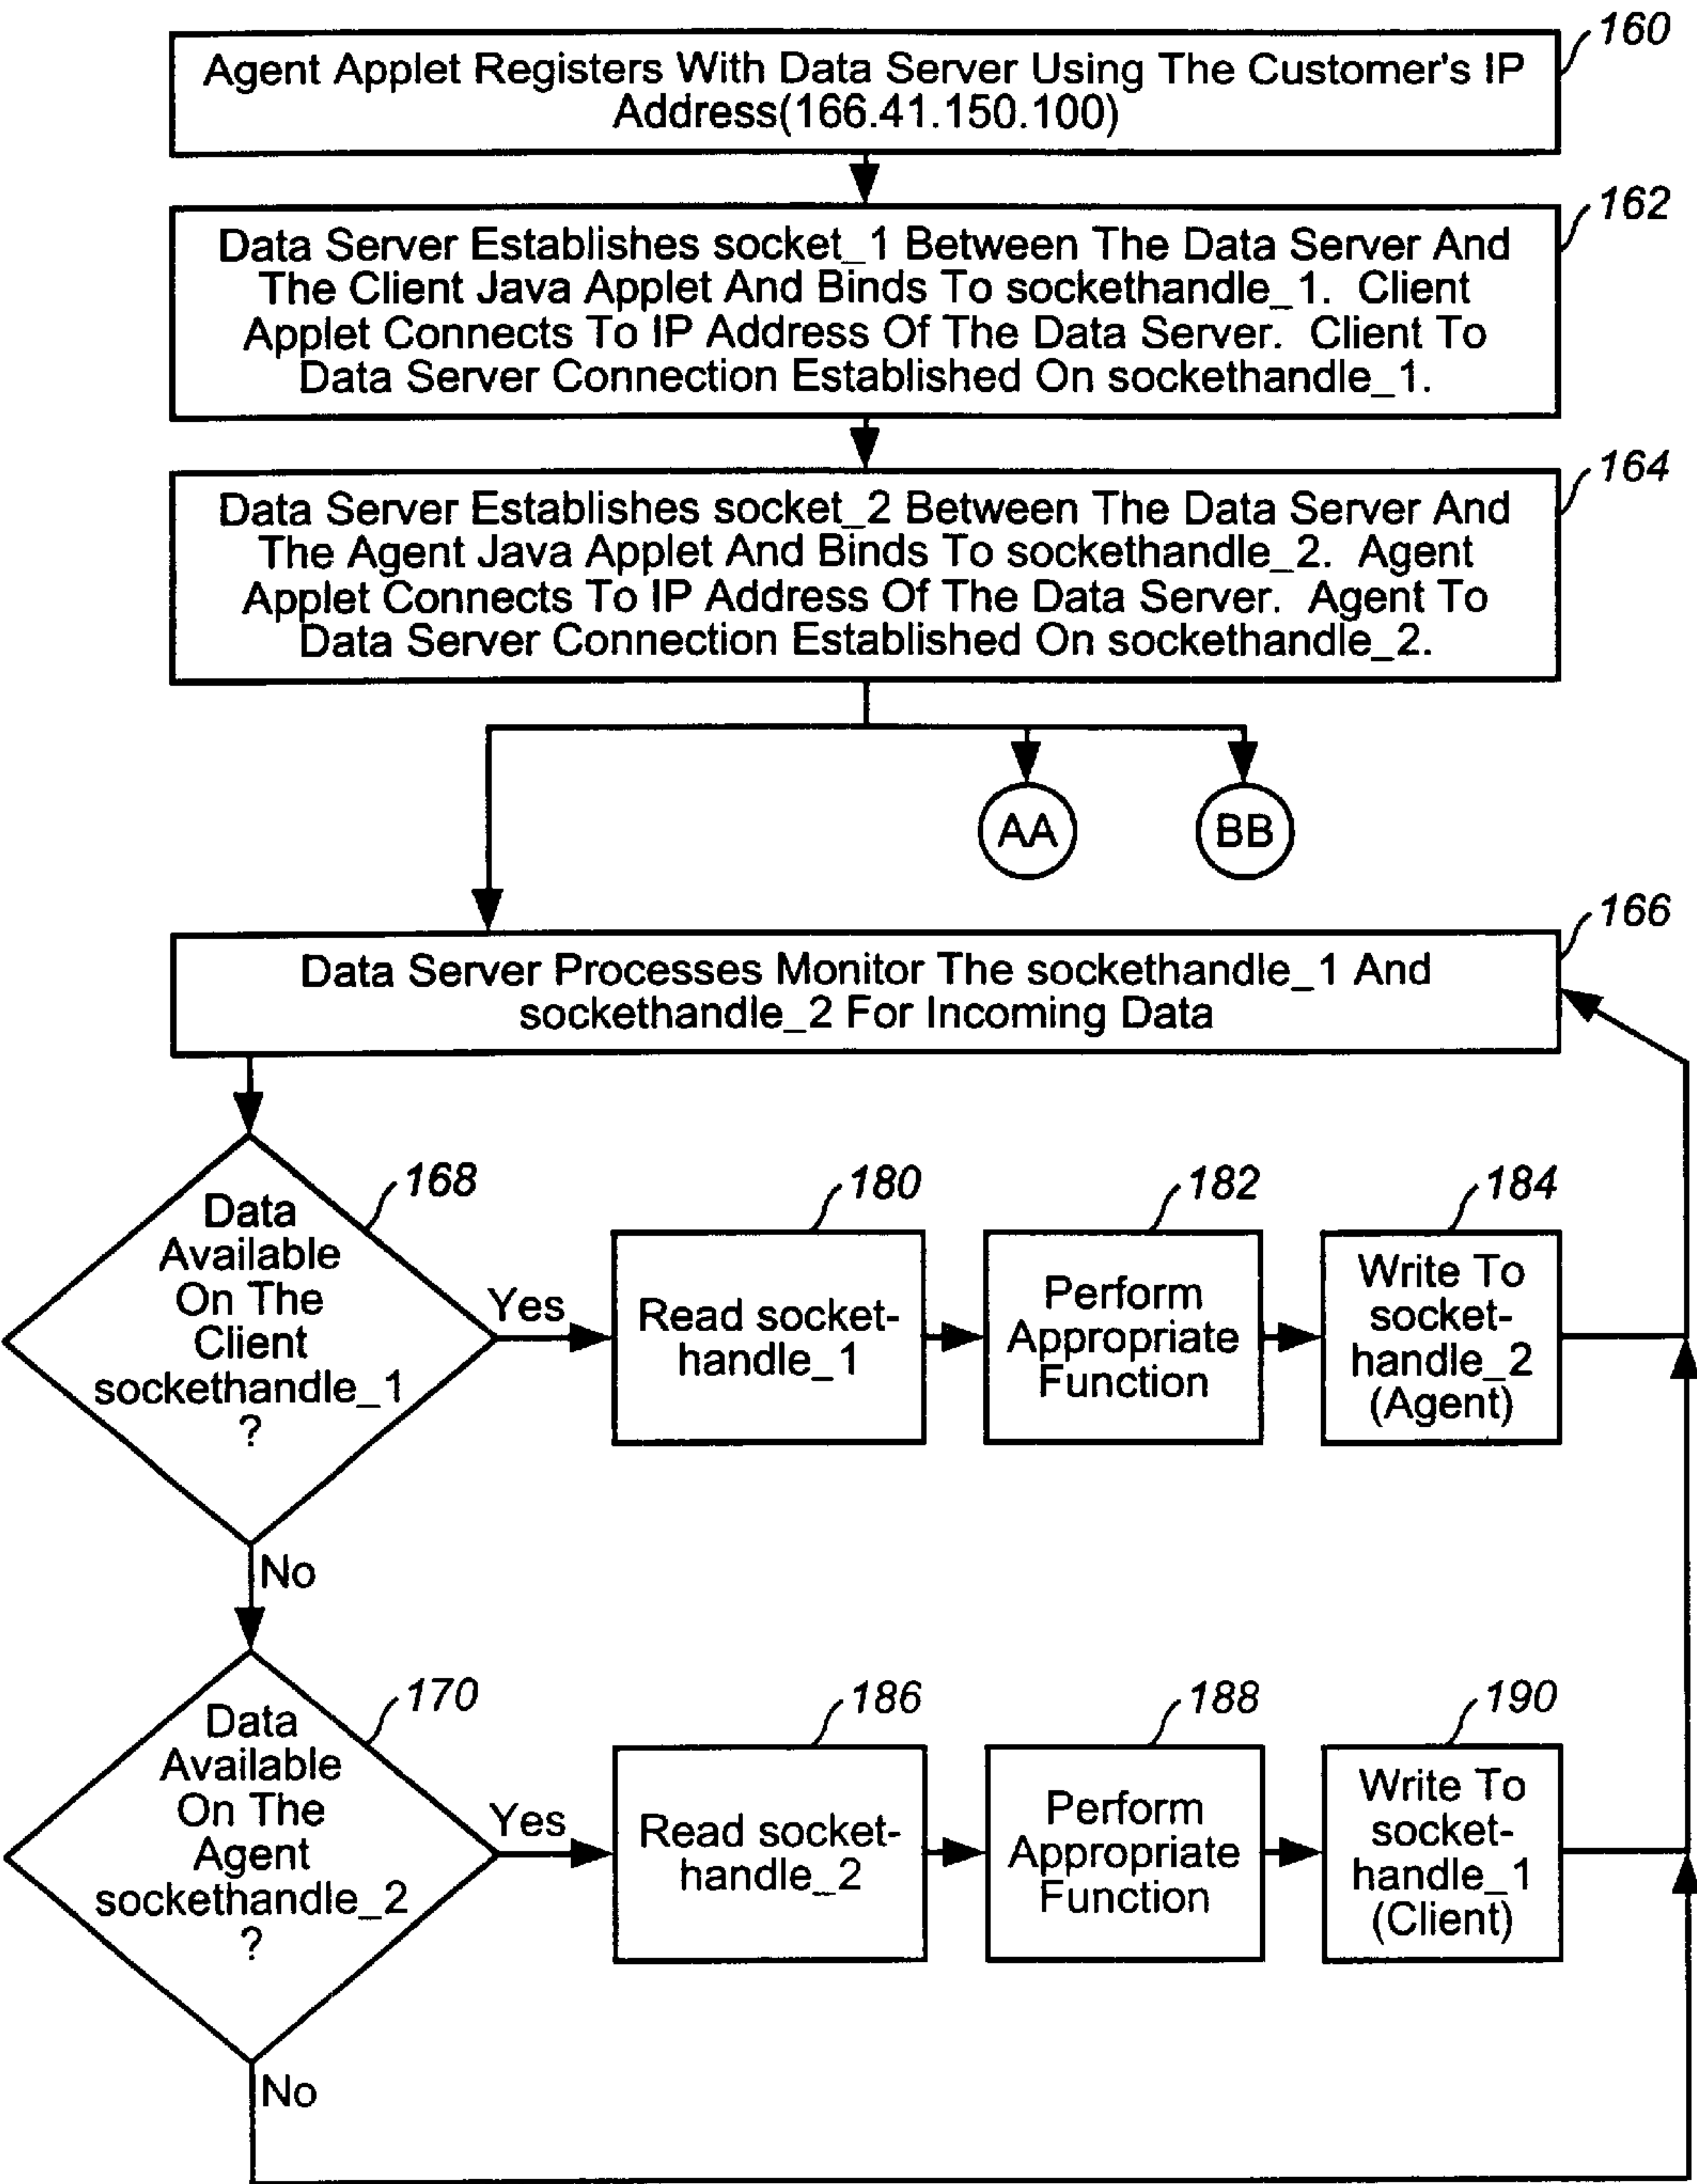 160
Agent Applet Registers With Data Server Using The Customer's IP
Address(166.41.150.100)
162
Data Server Establishes socket_1 Between The Data Server And
The Client Java Applet And Binds To sockethandle_1. Client
Applet Connects To IP Address Of The Data Server. Client To
Data Server Connection Established On sockethandle_1.
164
Data Server Establishes socket_2 Between The Data Server And
The Agent Java Applet And Binds To sockethandle_2. Agent
Applet Connects To IP Address Of The Data Server. Agent To
Data Server Connection Established On sockethandle_2.
AA
BB
166
Data Server Processes Monitor The sockethandle_1 And
sockethandle_2 For Incoming Data
168
Data
Available
On The
Client
sockethandle_1
?
Yes
180
Read socket-
handle_1
182
Perform
Appropriate
Function
184
Write To
socket-
handle_2
(Agent)
No
170
Data
Available
On The
Agent
sockethandle_2
?
Yes
186
Read socket-
handle_2
188
Perform
Appropriate
Function
190
Write To
socket-
handle_1
(Client)
No